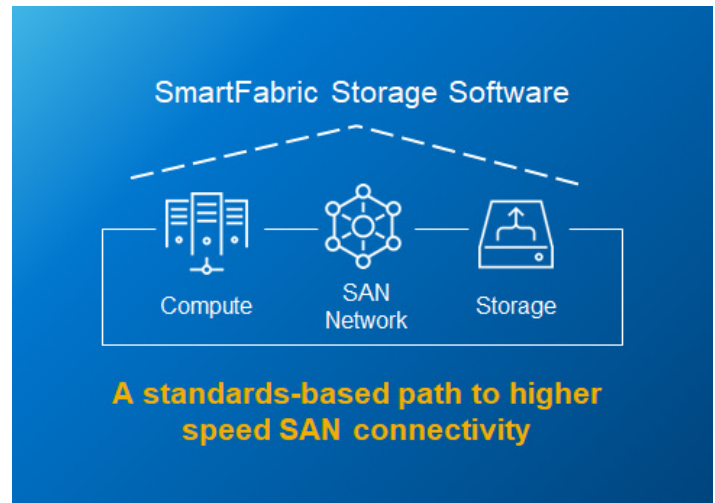 SmartFabric Storage Software
Compute
SAN
Network
Storage
A standards-based path to higher
speed SAN connectivity